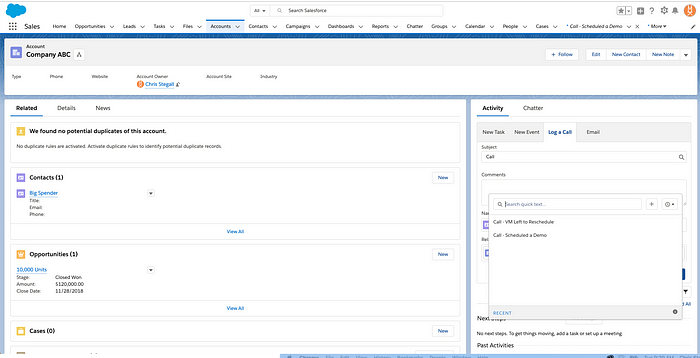 All
Search Salesforce
Sales
Home
Opportunities
Leads
Tasks
Files
Accounts
Contacts
Campaigns
Dashboards
Reports
Chatter
Groups
Calendar
People
Cases
* Call - Scheduled a Demo
* More
Account
Company ABC
+ Follow
Edit
New Contact
New Note
Type
Phone
Website
Account Owner
Account Site
Industry
Chris Stegall
Related
Details
News
We found no potential duplicates of this account.
No duplicate rules are activated. Activate duplicate rules to identify potential duplicate records.
Contacts (1)
New
Big Spender
Title:
Email:
Phone:
View All
Opportunities (1)
New
10,000 Units
Stage: Closed Won
Amount: $120,000.00
Close Date: 11/28/2018
View All
Cases (0)
New
Activity
Chatter
New Task
New Event
Log a Call
Email
Subject
Call
Comments
Search quick text...
Call - VM Left to Reschedule
Call - Scheduled a Demo
RECENT
Next Steps
No next steps. To get things moving, add a task or set up a meeting.
Past Activities